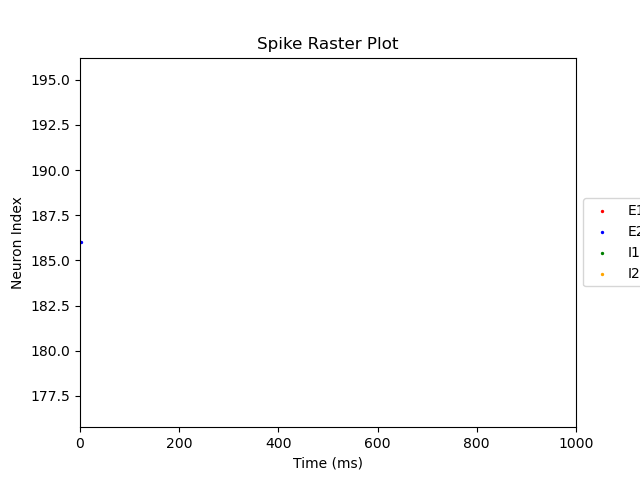 Spike Raster Plot
195.0
192.5
190.0
187.5
185.0
182.5
180.0
177.5
Neuron Index
0 200 400 600 800 1000
Time (ms)
E1
E2
I1
I2